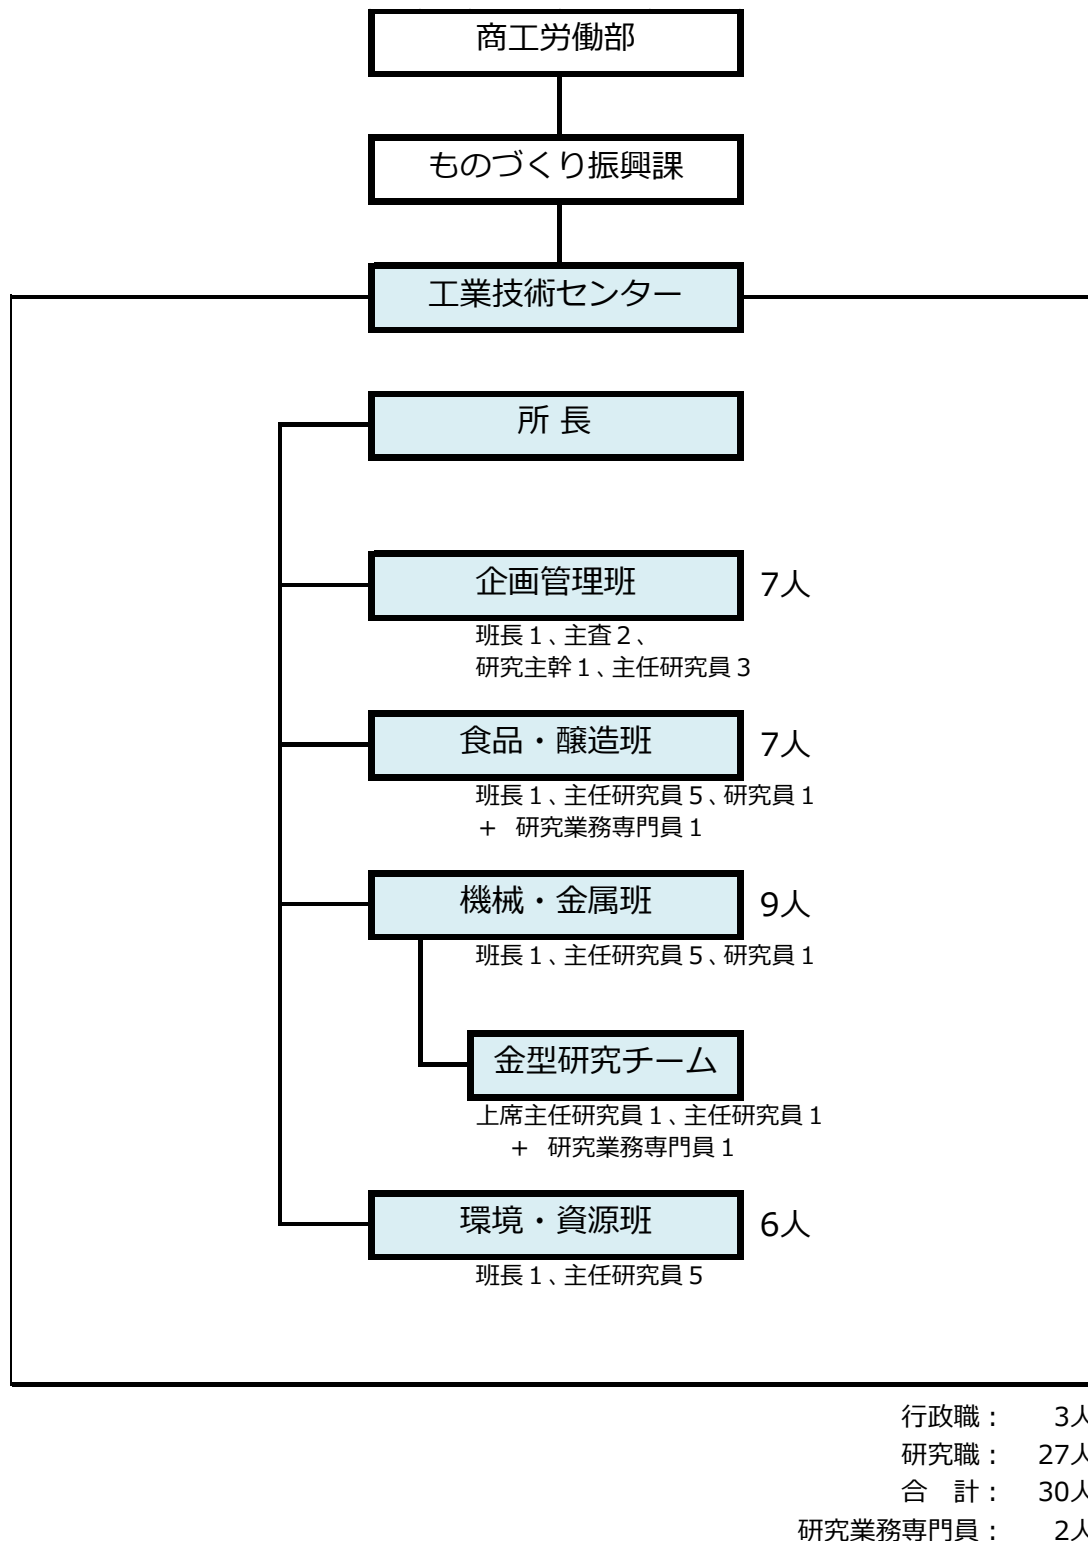 商工労働部
ものづくり振興課
工業技術センター
所 長
企画管理班 7人
班長１、主査２、
研究主幹１、主任研究員３
食品・醸造班 7人
班長１、主任研究員５、研究員１
＋ 研究業務専門員１
機械・金属班 9人
班長１、主任研究員５、研究員１
金型研究チーム
上席主任研究員１、主任研究員１
＋ 研究業務専門員１
環境・資源班 6人
班長１、主任研究員５
行政職： 3人
研究職： 27人
合 計： 30人
研究業務専門員： 2人